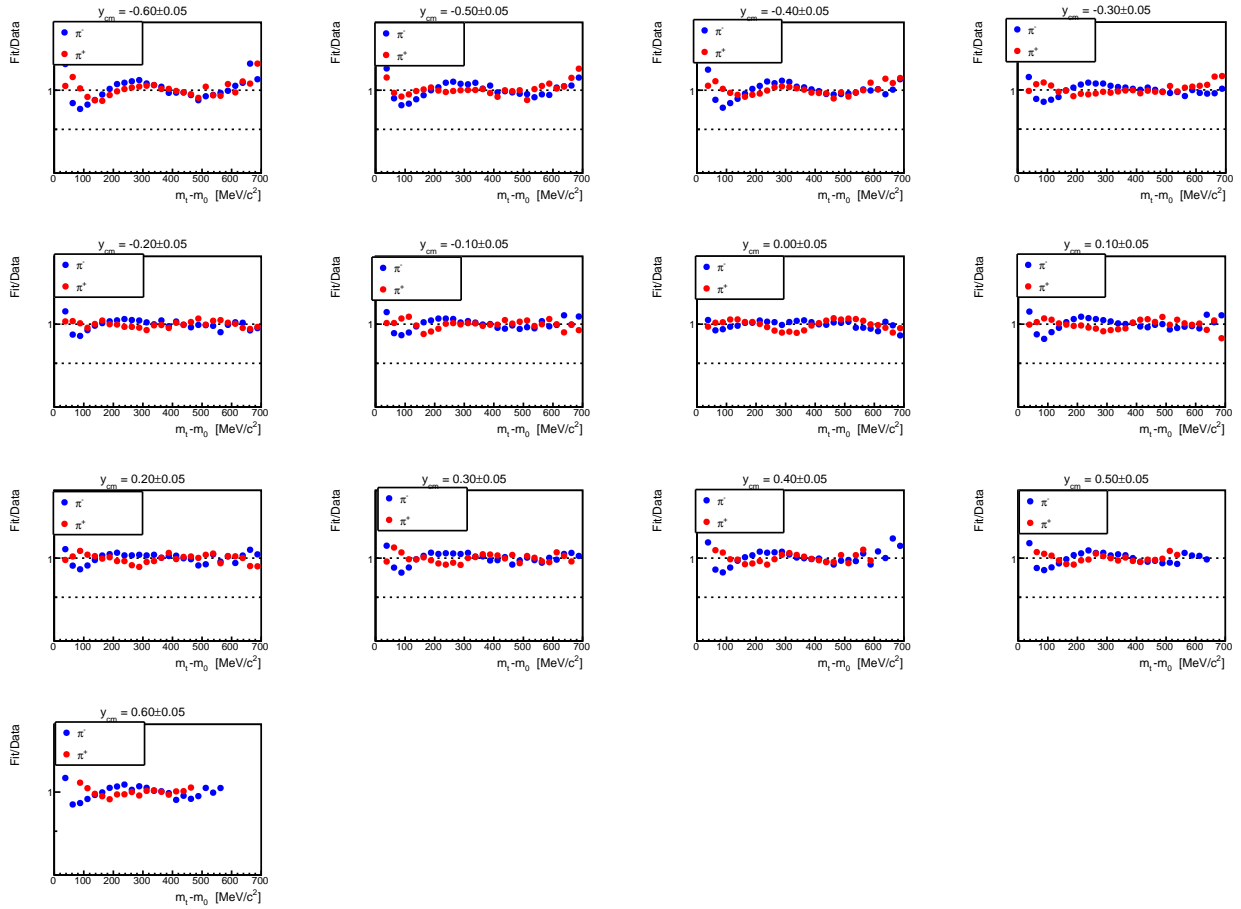 y_cm = -0.60±0.05
Fit/Data
π⁻
π⁺
1
0 100 200 300 400 500 600 700
m_t-m_0 [MeV/c²]
y_cm = -0.50±0.05
Fit/Data
π⁻
π⁺
1
0 100 200 300 400 500 600 700
m_t-m_0 [MeV/c²]
y_cm = -0.40±0.05
Fit/Data
π⁻
π⁺
1
0 100 200 300 400 500 600 700
m_t-m_0 [MeV/c²]
y_cm = -0.30±0.05
Fit/Data
π⁻
π⁺
1
0 100 200 300 400 500 600 700
m_t-m_0 [MeV/c²]
y_cm = -0.20±0.05
Fit/Data
π⁻
π⁺
1
0 100 200 300 400 500 600 700
m_t-m_0 [MeV/c²]
y_cm = -0.10±0.05
Fit/Data
π⁻
π⁺
1
0 100 200 300 400 500 600 700
m_t-m_0 [MeV/c²]
y_cm = 0.00±0.05
Fit/Data
π⁻
π⁺
1
0 100 200 300 400 500 600 700
m_t-m_0 [MeV/c²]
y_cm = 0.10±0.05
Fit/Data
π⁻
π⁺
1
0 100 200 300 400 500 600 700
m_t-m_0 [MeV/c²]
y_cm = 0.20±0.05
Fit/Data
π⁻
π⁺
1
0 100 200 300 400 500 600 700
m_t-m_0 [MeV/c²]
y_cm = 0.30±0.05
Fit/Data
π⁻
π⁺
1
0 100 200 300 400 500 600 700
m_t-m_0 [MeV/c²]
y_cm = 0.40±0.05
Fit/Data
π⁻
π⁺
1
0 100 200 300 400 500 600 700
m_t-m_0 [MeV/c²]
y_cm = 0.50±0.05
Fit/Data
π⁻
π⁺
1
0 100 200 300 400 500 600 700
m_t-m_0 [MeV/c²]
y_cm = 0.60±0.05
Fit/Data
π⁻
π⁺
1
0 100 200 300 400 500 600 700
m_t-m_0 [MeV/c²]